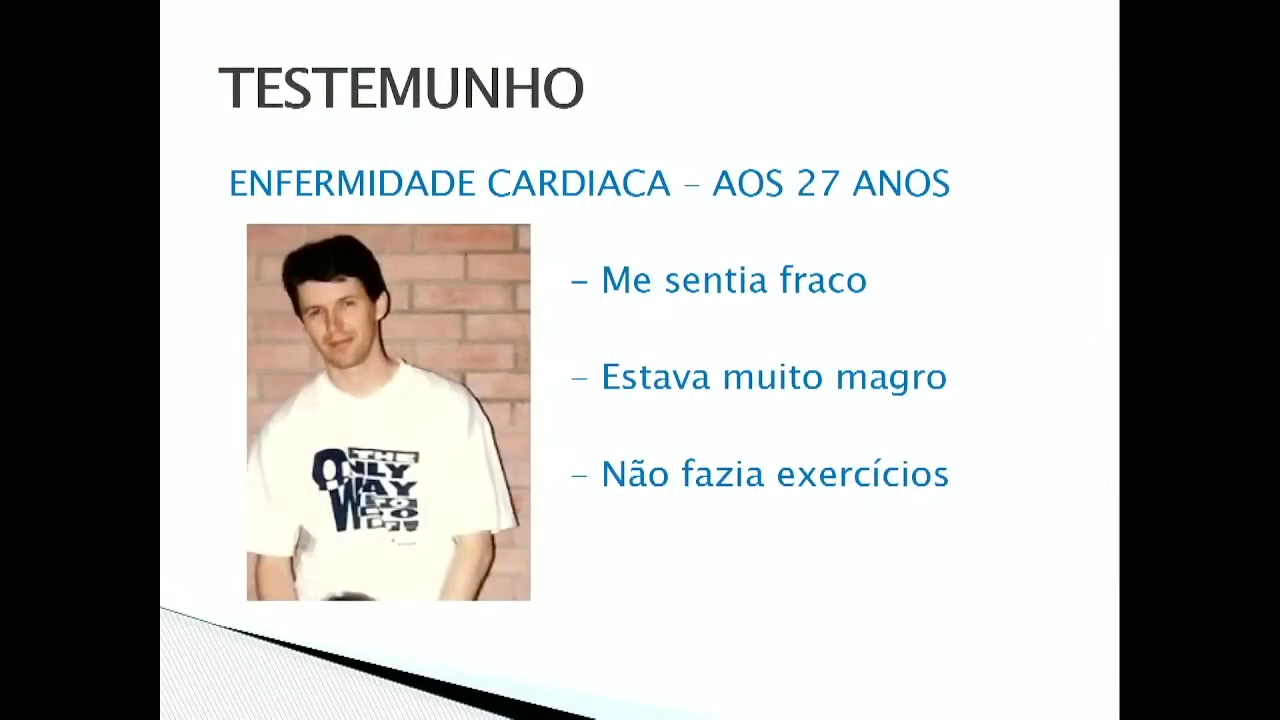 TESTEMUNHO
ENFERMIDADE CARDIACA – AOS 27 ANOS
– Me sentia fraco
– Estava muito magro
– Não fazia exercícios
THE
ONLY
WAY